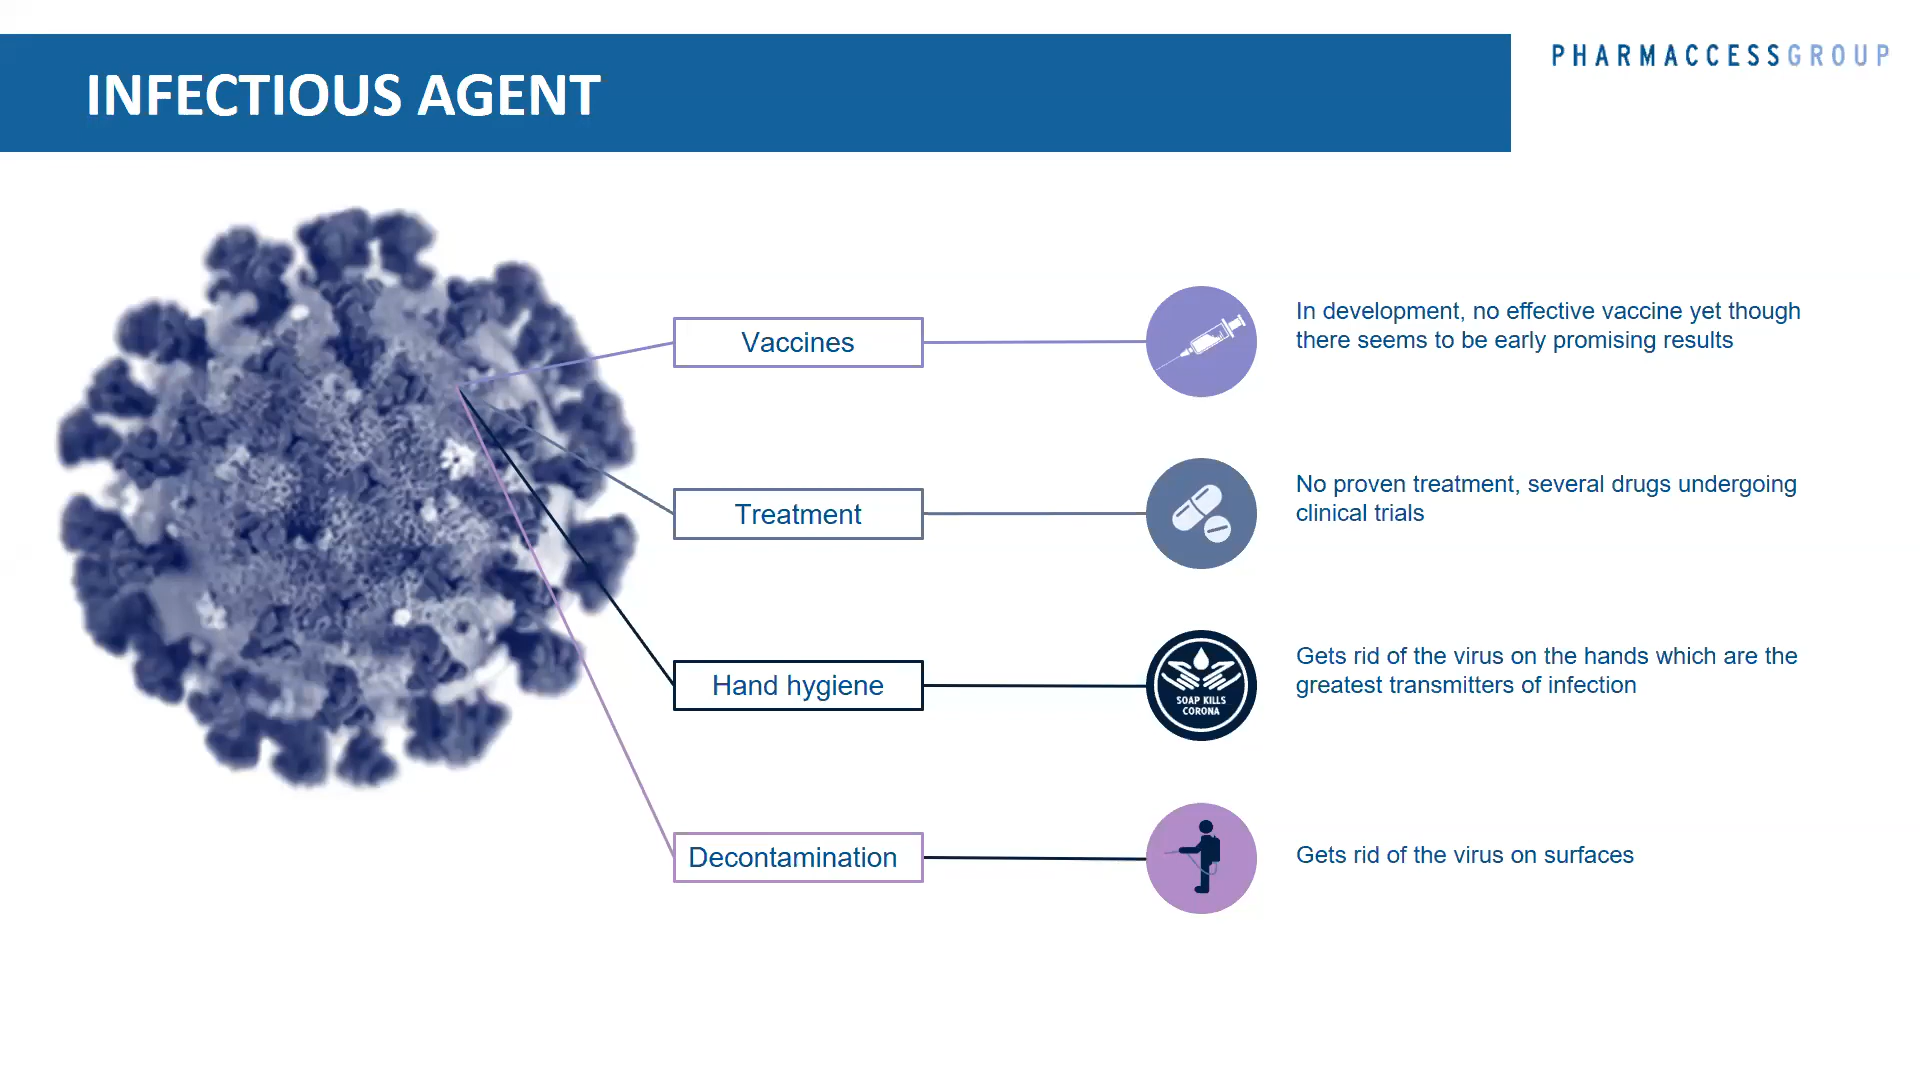 INFECTIOUS AGENT
PHARMACCESSGROUP
Vaccines
In development, no effective vaccine yet though
there seems to be early promising results
Treatment
No proven treatment, several drugs undergoing
clinical trials
Hand hygiene
SOAP KILLS
CORONA
Gets rid of the virus on the hands which are the
greatest transmitters of infection
Decontamination
Gets rid of the virus on surfaces